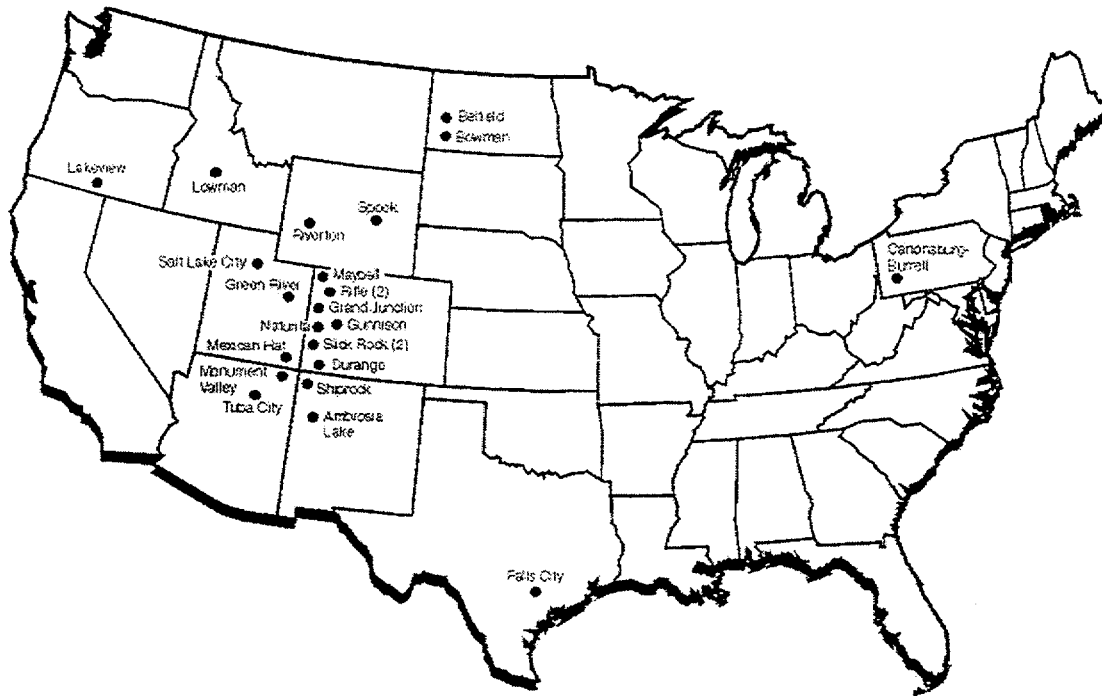 Belfield
Bowman
Lakeview
Lowman
Spook
Riverton
Canonsburg-
Burrell
Salt Lake City
Maybell
Green River
Rifle (2)
Grand Junction
Naturita
Gunnison
Slick Rock (2)
Mexican Hat
Durango
Monument
Valley
Shiprock
Tuba City
Ambrosia
Lake
Falls City